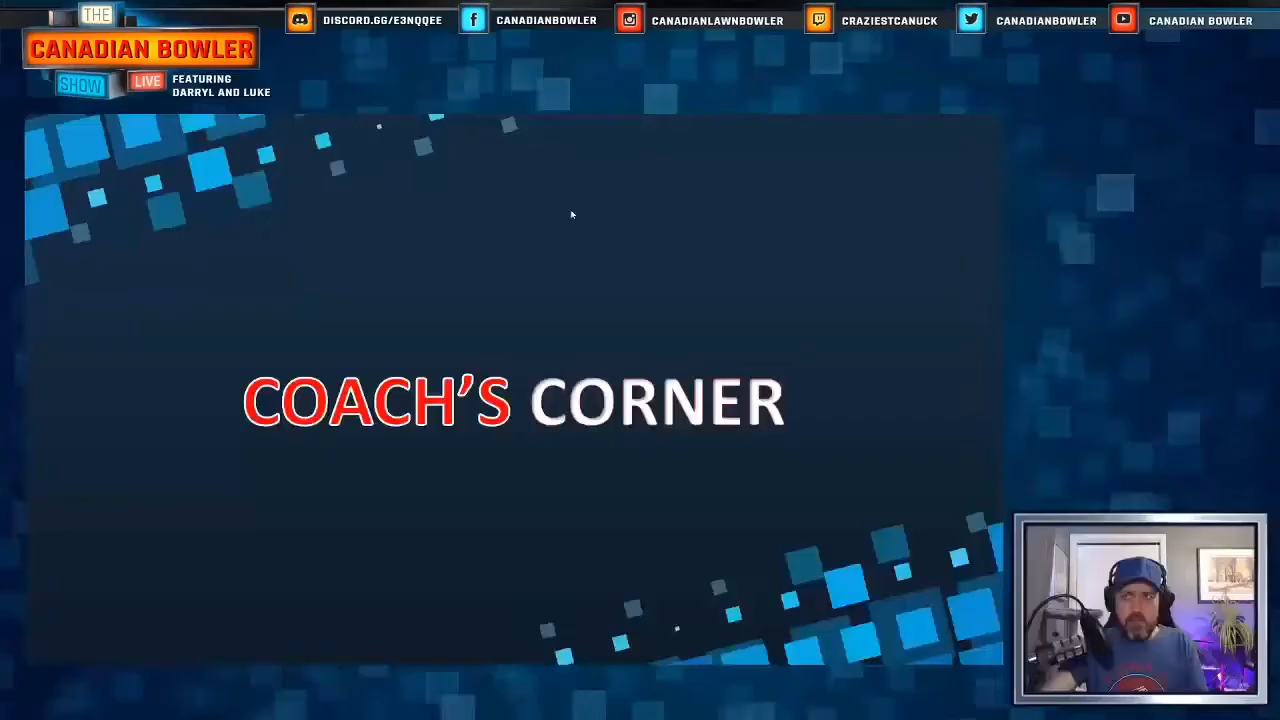 THE
CANADIAN BOWLER
SHOW LIVE FEATURING
DARRYL AND LUKE
DISCORD.GG/E3NQQEE
CANADIANBOWLER
CANADIANLAWNBOWLER
CRAZIESTCANUCK
CANADIANBOWLER
CANADIAN BOWLER
COACH'S CORNER